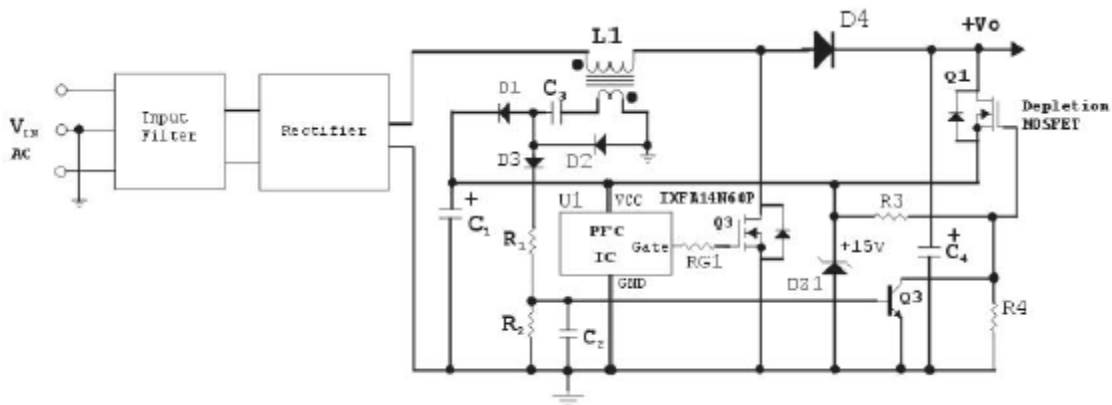 D4
+Vo
L1
Q1
Depletion
MOSFET
D1
C3
Input
Filter
Rectifier
VIN
AC
D3
D2
U1
VCC
IXFA14N60P
R3
+
C1
PFC
IC
Gate
Q3
RG1
+15V
+
C4
R1
GND
DZ1
Q3
R4
R2
C2